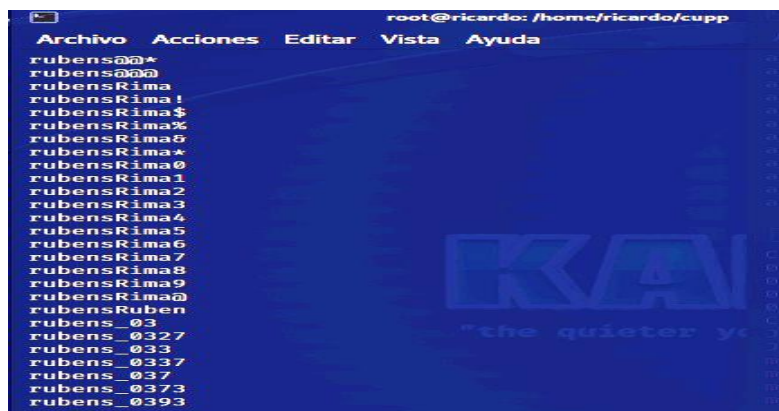 root@ricardo: /home/ricardo/cupp
Archivo Acciones Editar Vista Ayuda
rubens@@*
rubens@@@
rubensRima
rubensRima!
rubensRima$
rubensRima%
rubensRima&
rubensRima*
rubensRima0
rubensRima1
rubensRima2
rubensRima3
rubensRima4
rubensRima5
rubensRima6
rubensRima7
rubensRima8
rubensRima9
rubensRima@
rubensRuben
rubens_03
rubens_0327
rubens_033
rubens_0337
rubens_037
rubens_0373
rubens_0393
KA
"the quieter yo